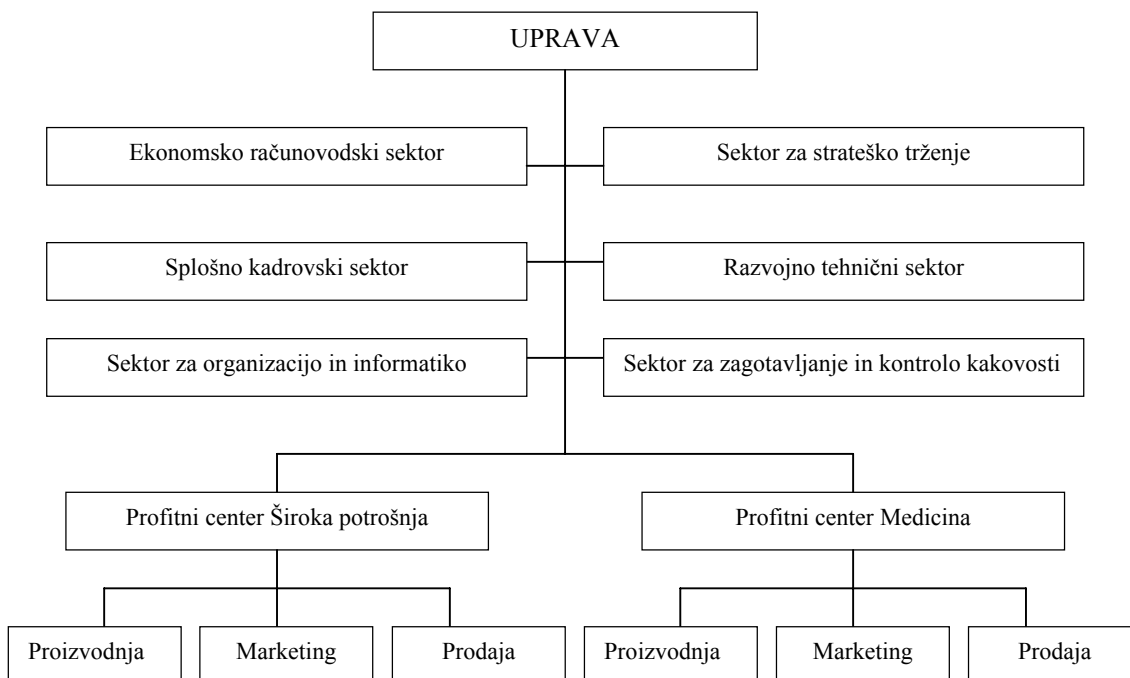 UPRAVA
Ekonomsko računovodski sektor
Sektor za strateško trženje
Splošno kadrovski sektor
Razvojno tehnični sektor
Sektor za organizacijo in informatiko
Sektor za zagotavljanje in kontrolo kakovosti
Profitni center Široka potrošnja
Profitni center Medicina
Proizvodnja
Marketing
Prodaja
Proizvodnja
Marketing
Prodaja